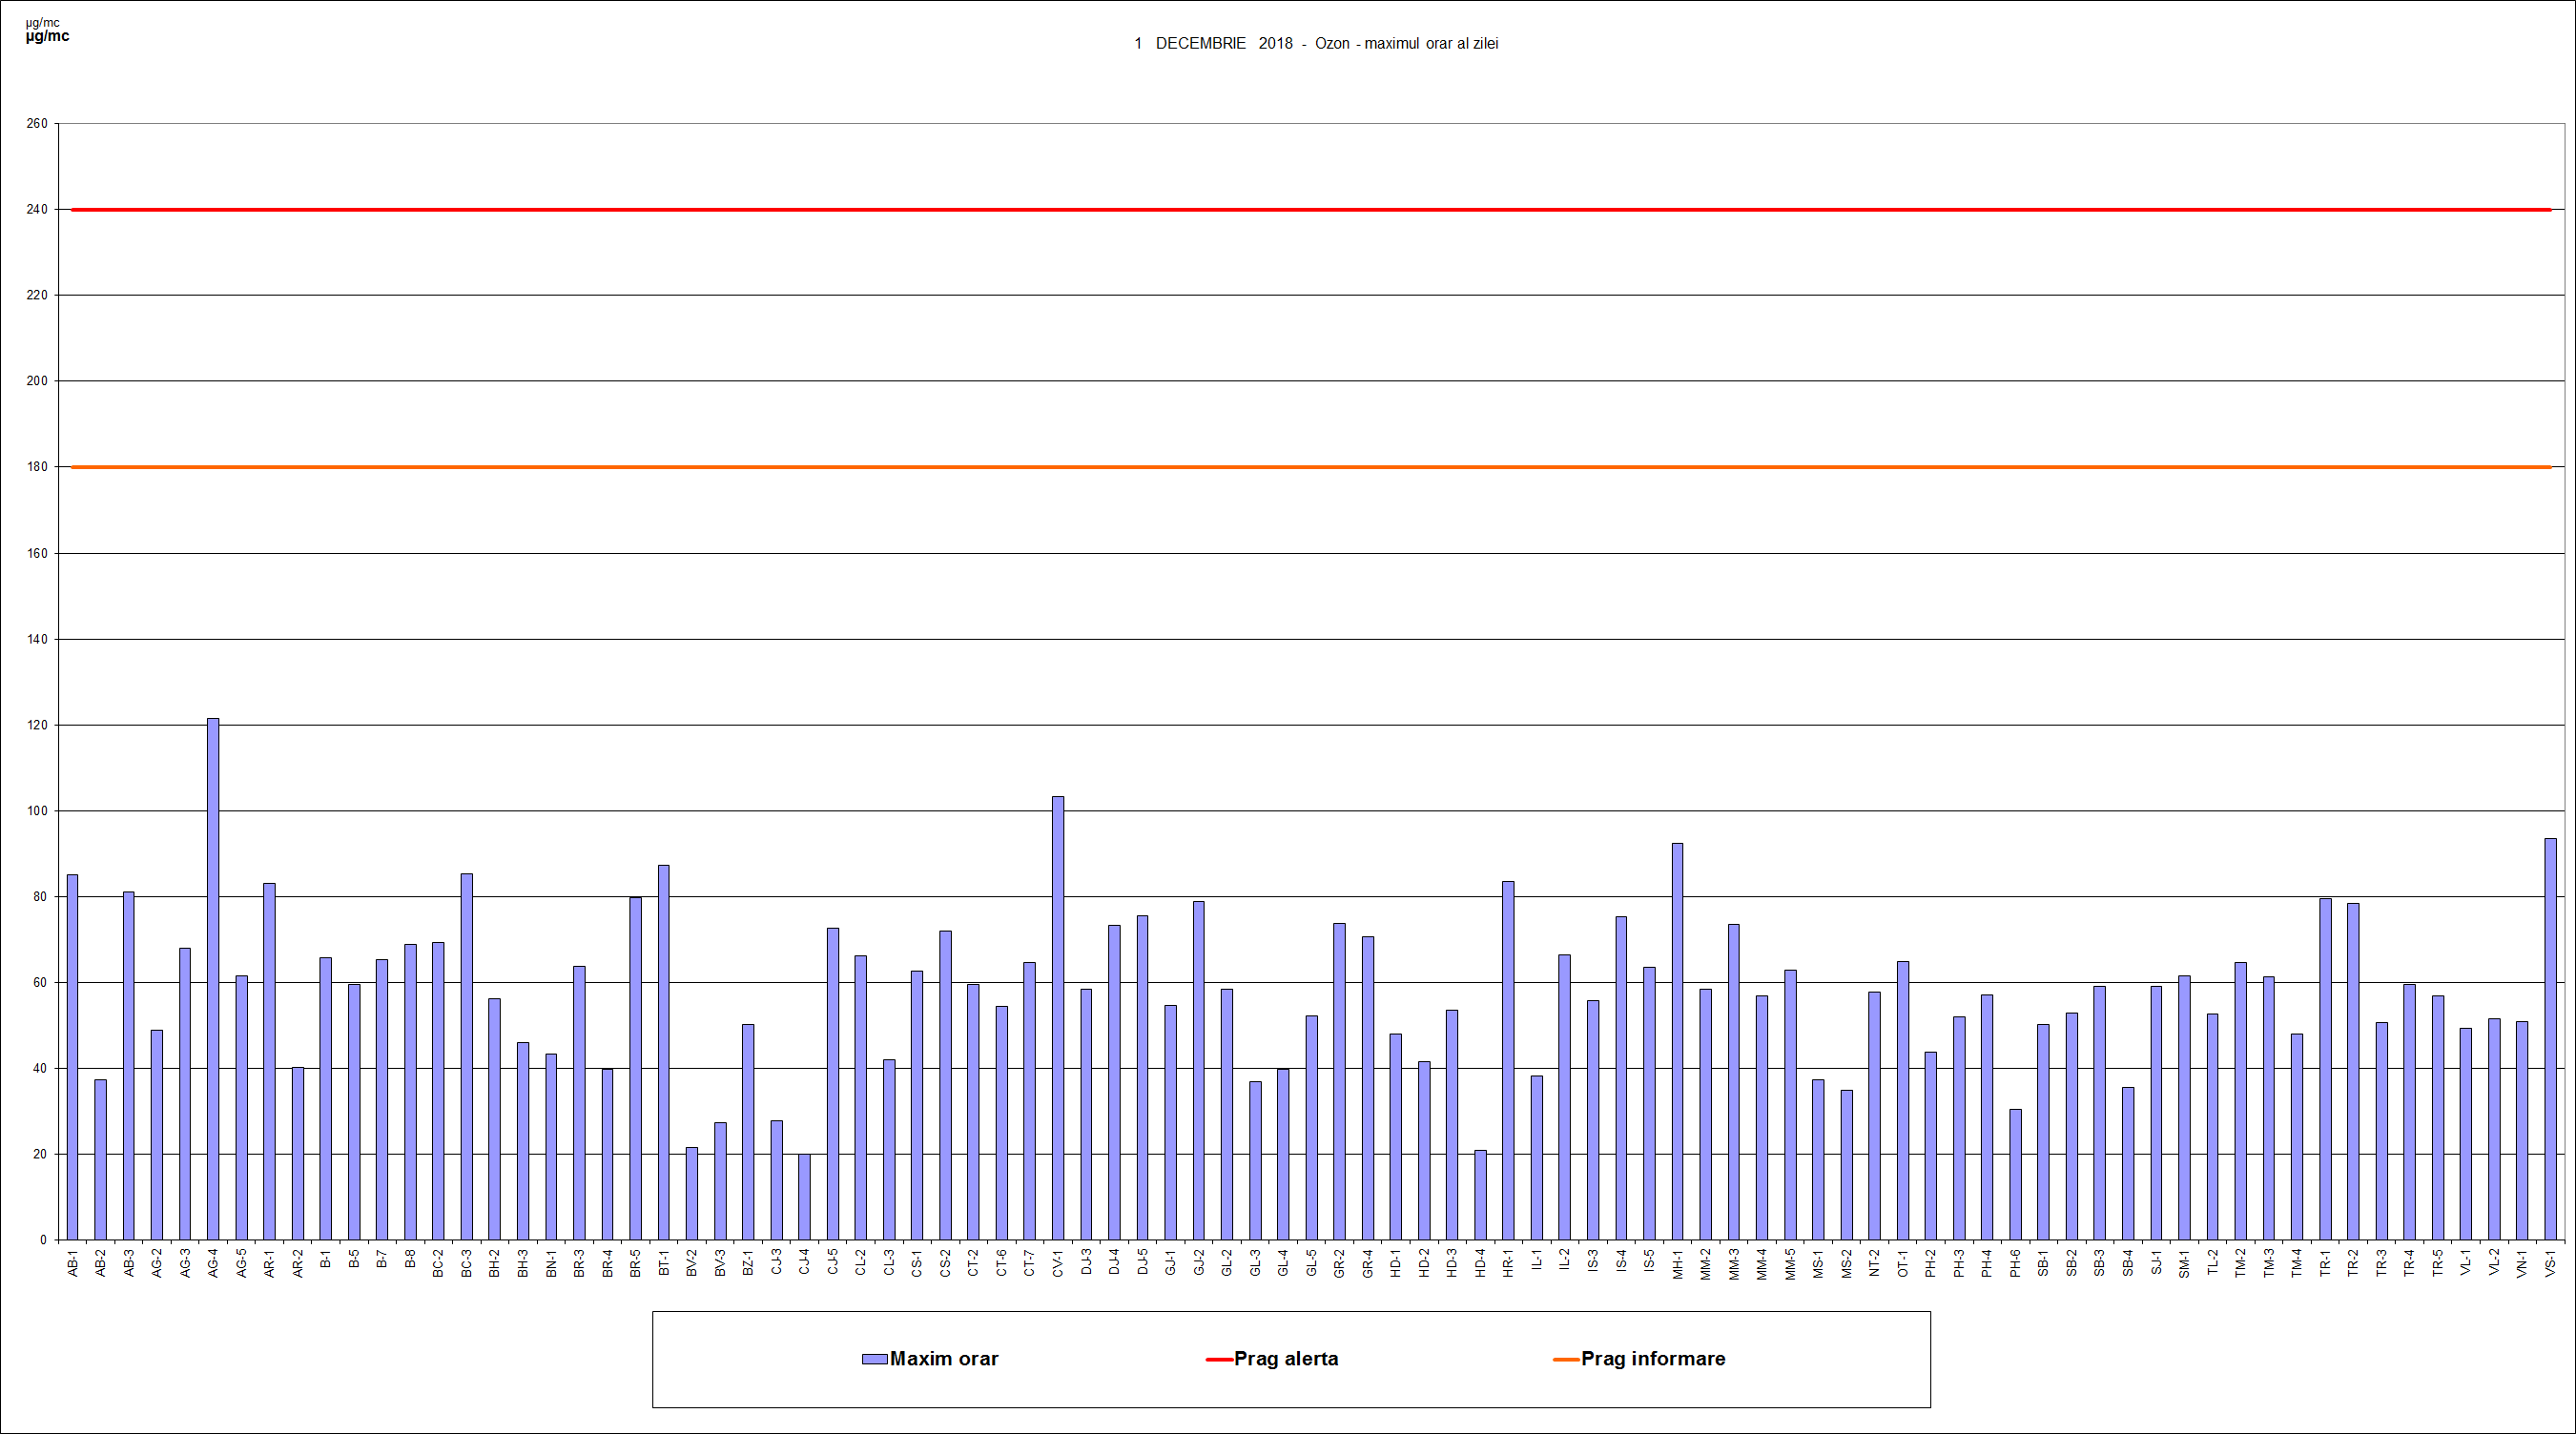 µg/mc
µg/mc
1 DECEMBRIE 2018 - Ozon - maximul orar al zilei
260
240
220
200
180
160
140
120
100
80
60
40
20
0
AB-1 AB-2 AB-3 AG-2 AG-3 AG-4 AG-5 AR-1 AR-2 B-1 B-5 B-7 B-8 BC-2 BC-3 BH-2 BH-3 BN-1 BR-3 BR-4 BR-5 BT-1 BV-2 BV-3 BZ-1 CJ-3 CJ-4 CJ-5 CL-2 CL-3 CS-1 CS-2 CT-2 CT-6 CT-7 CV-1 DJ-3 DJ-4 DJ-5 GJ-1 GJ-2 GL-2 GL-3 GL-4 GL-5 GR-2 GR-4 HD-1 HD-2 HD-3 HD-4 HR-1 IL-1 IL-2 IS-3 IS-4 IS-5 MH-1 MM-2 MM-3 MM-4 MM-5 MS-1 MS-2 NT-2 OT-1 PH-2 PH-3 PH-4 PH-6 SB-1 SB-2 SB-3 SB-4 SJ-1 SM-1 TL-2 TM-2 TM-3 TM-4 TR-1 TR-2 TR-3 TR-4 TR-5 VL-1 VL-2 VN-1 VS-1
Maxim orar Prag alerta Prag informare